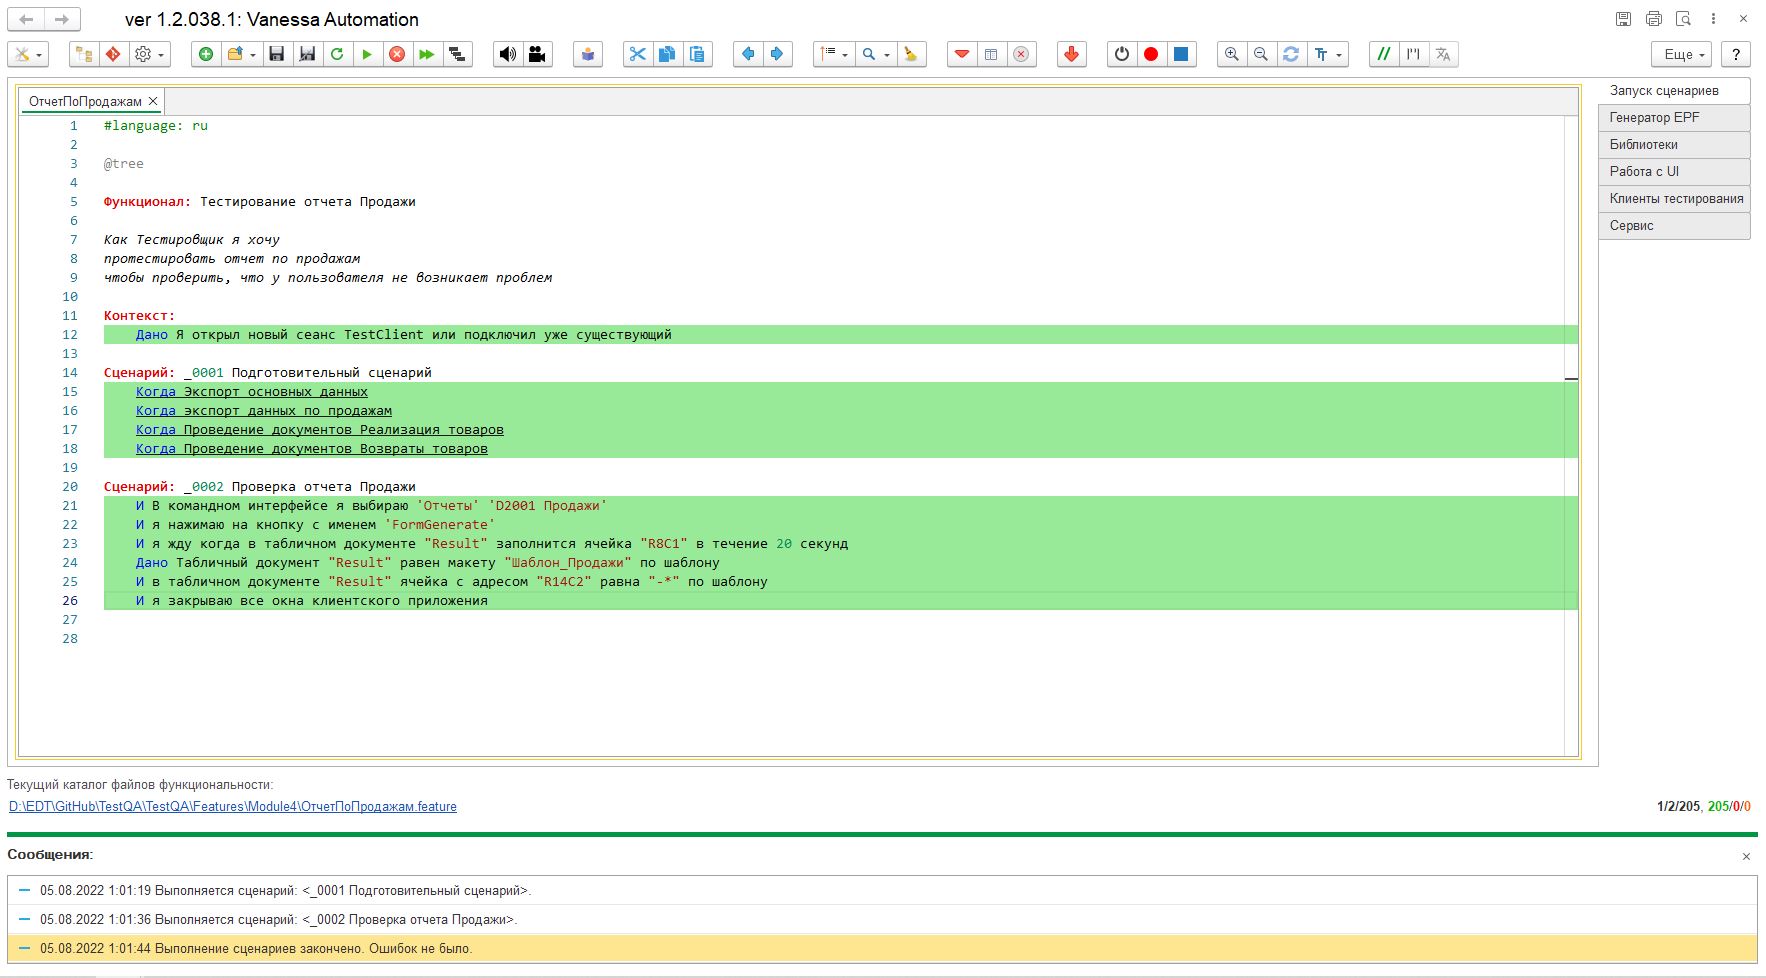 ver 1.2.038.1: Vanessa Automation
Еще
?
ОтчетПоПродажам
Запуск сценариев
Генератор EPF
Библиотеки
Работа с UI
Клиенты тестирования
Сервис
1 #language: ru
2
3 @tree
4
5 Функционал: Тестирование отчета Продажи
6
7 Как Тестировщик я хочу
8 протестировать отчет по продажам
9 чтобы проверить, что у пользователя не возникает проблем
10
11 Контекст:
12 Дано Я открыл новый сеанс TestClient или подключил уже существующий
13
14 Сценарий: _0001 Подготовительный сценарий
15 Когда Экспорт основных данных
16 Когда экспорт данных по продажам
17 Когда Проведение документов Реализация товаров
18 Когда Проведение документов Возвраты товаров
19
20 Сценарий: _0002 Проверка отчета Продажи
21 И В командном интерфейсе я выбираю 'Отчеты' 'D2001 Продажи'
22 И я нажимаю на кнопку с именем 'FormGenerate'
23 И я жду когда в табличном документе "Result" заполнится ячейка "R8C1" в течение 20 секунд
24 Дано Табличный документ "Result" равен макету "Шаблон_Продажи" по шаблону
25 И в табличном документе "Result" ячейка с адресом "R14C2" равна "-*" по шаблону
26 И я закрываю все окна клиентского приложения
27
28
Текущий каталог файлов функциональности:
D:\EDT\GitHub\TestQA\TestQA\Features\Module4\ОтчетПоПродажам.feature
1/2/205, 205/0/0
Сообщения:
05.08.2022 1:01:19 Выполняется сценарий: <_0001 Подготовительный сценарий>.
05.08.2022 1:01:36 Выполняется сценарий: <_0002 Проверка отчета Продажи>.
05.08.2022 1:01:44 Выполнение сценариев закончено. Ошибок не было.